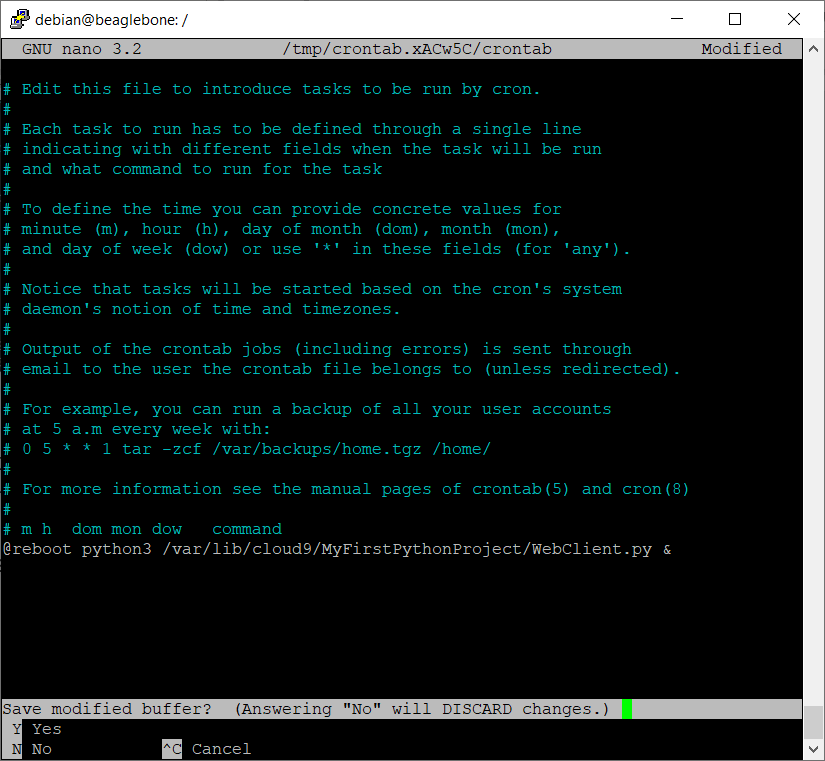 debian@beaglebone: /
GNU nano 3.2 /tmp/crontab.xACw5C/crontab Modified
# Edit this file to introduce tasks to be run by cron.
#
# Each task to run has to be defined through a single line
# indicating with different fields when the task will be run
# and what command to run for the task
#
# To define the time you can provide concrete values for
# minute (m), hour (h), day of month (dom), month (mon),
# and day of week (dow) or use '*' in these fields (for 'any').
#
# Notice that tasks will be started based on the cron's system
# daemon's notion of time and timezones.
#
# Output of the crontab jobs (including errors) is sent through
# email to the user the crontab file belongs to (unless redirected).
#
# For example, you can run a backup of all your user accounts
# at 5 a.m every week with:
# 0 5 * * 1 tar -zcf /var/backups/home.tgz /home/
#
# For more information see the manual pages of crontab(5) and cron(8)
#
# m h  dom mon dow   command
@reboot python3 /var/lib/cloud9/MyFirstPythonProject/WebClient.py &
Save modified buffer?  (Answering "No" will DISCARD changes.)
Y Yes
N No ^C Cancel